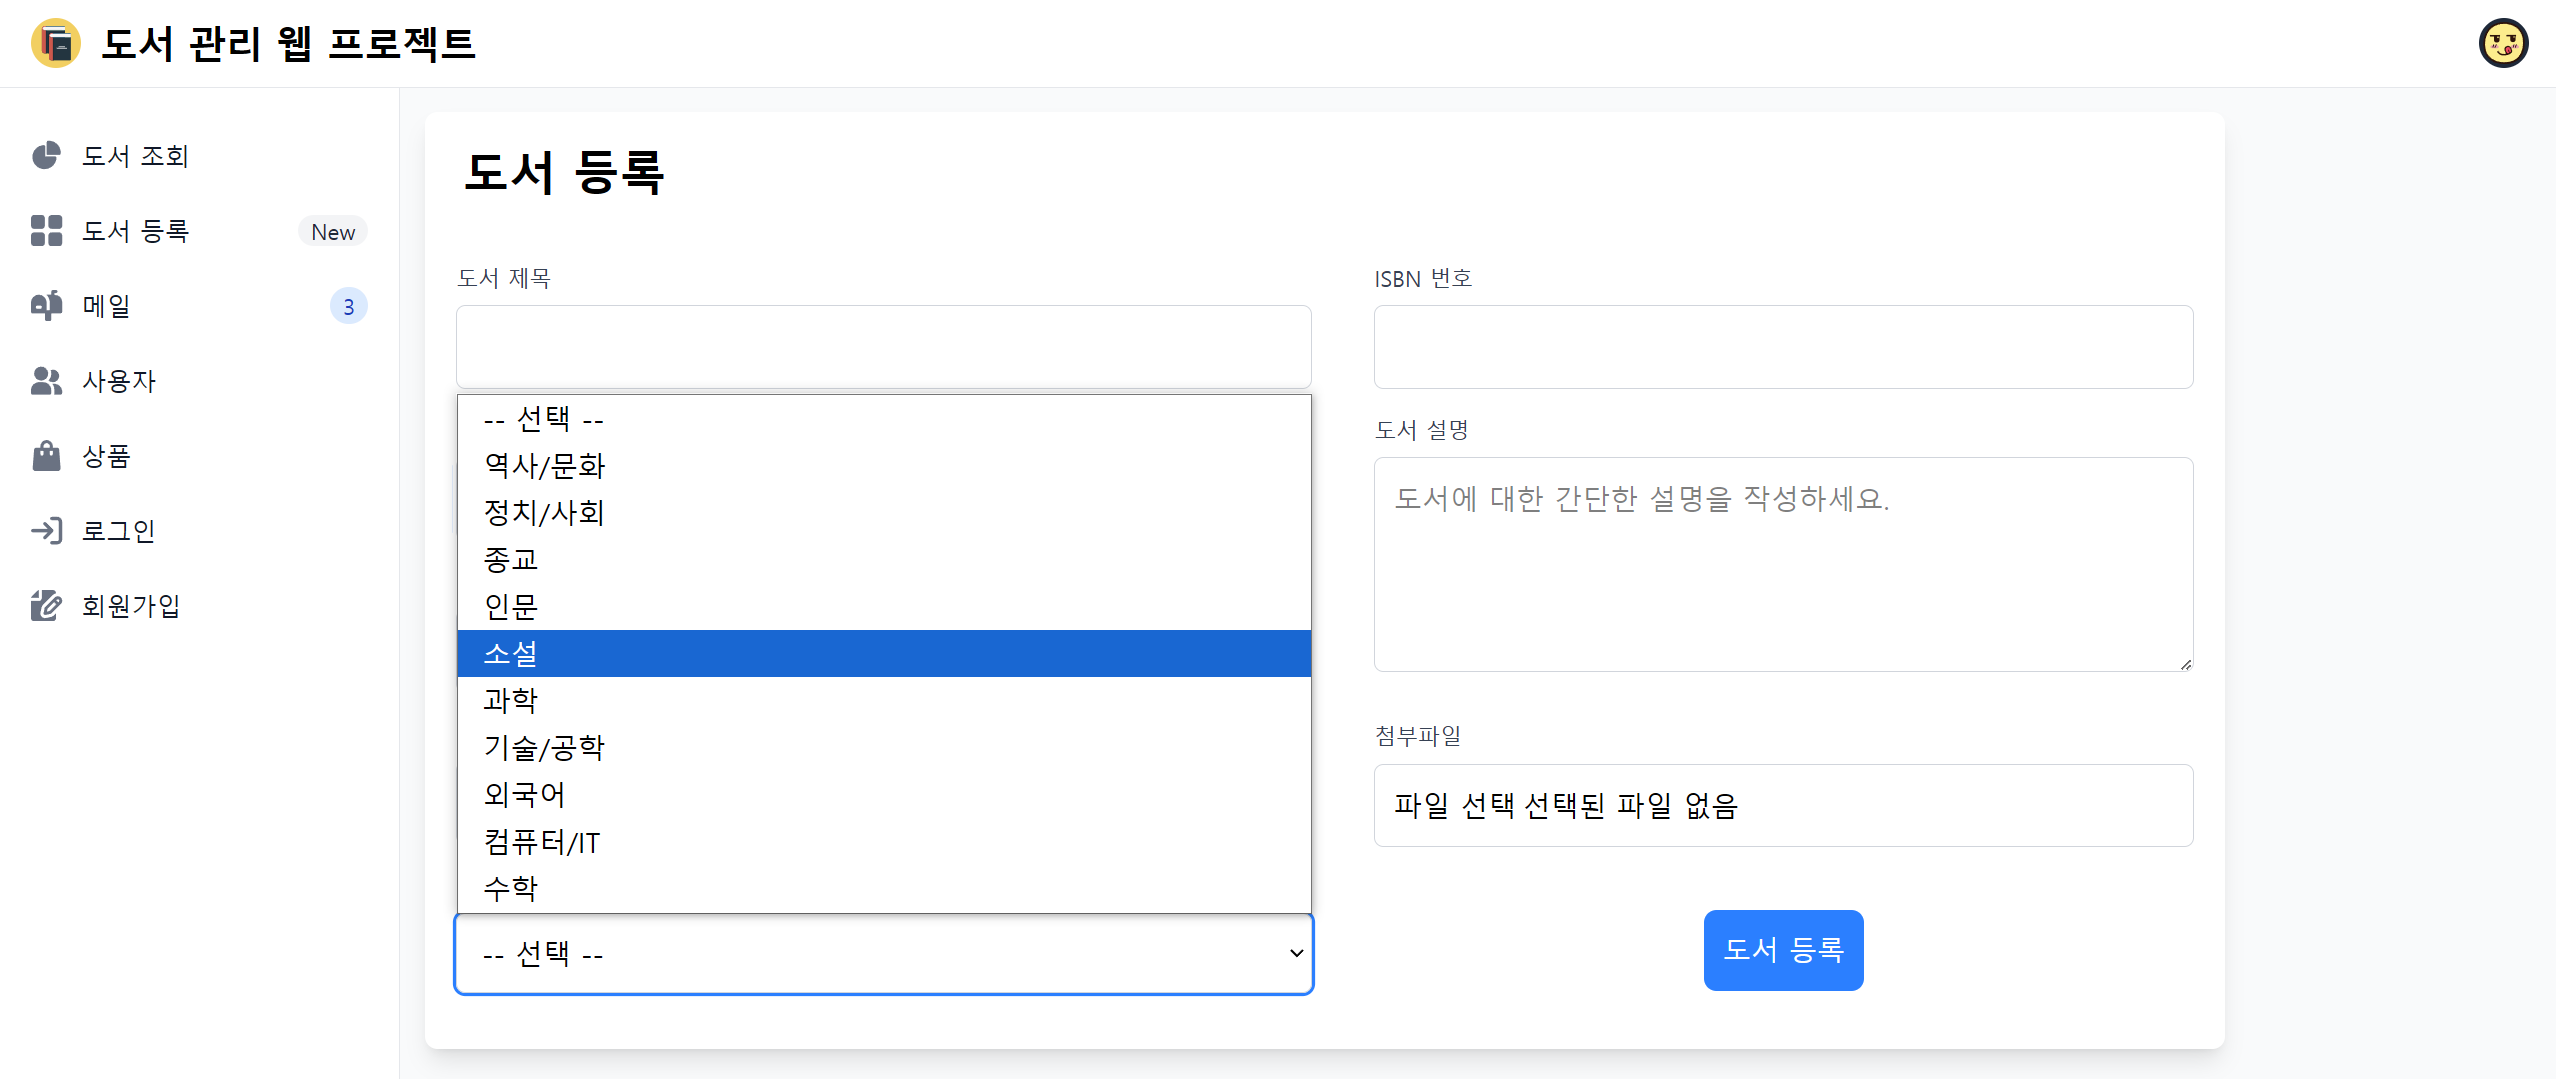 도서 관리 웹 프로젝트
도서 조회
도서 등록 New
메일 3
사용자
상품
로그인
회원가입
도서 등록
도서 제목
-- 선택 --
역사/문화
정치/사회
종교
인문
소설
과학
기술/공학
외국어
컴퓨터/IT
수학
-- 선택 --
ISBN 번호
도서 설명
도서에 대한 간단한 설명을 작성하세요.
첨부파일
파일 선택 선택된 파일 없음
도서 등록